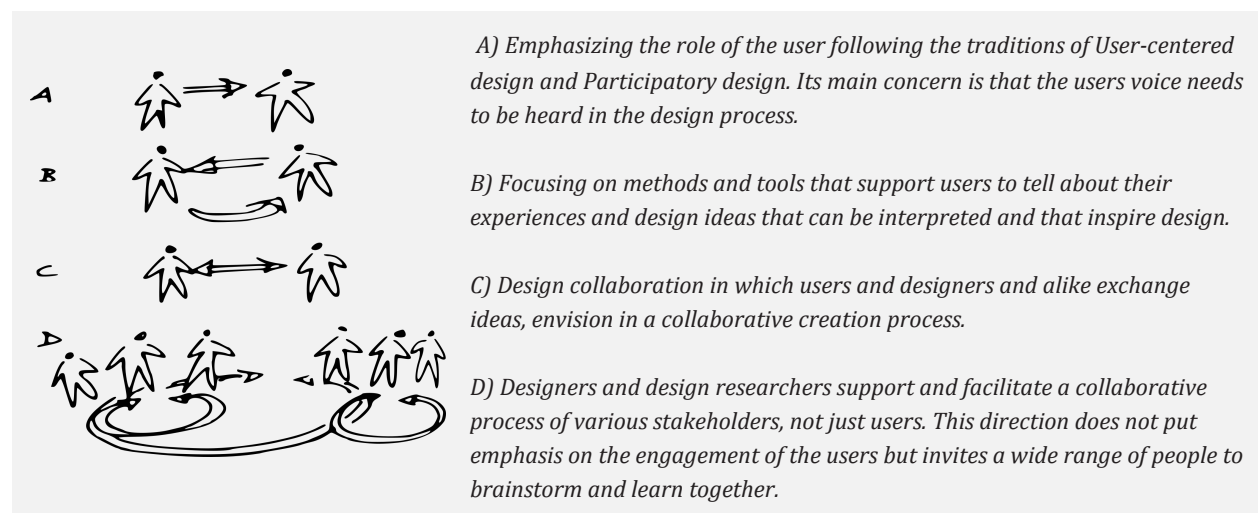 A) Emphasizing the role of the user following the traditions of User-centered
design and Participatory design. Its main concern is that the users voice needs
to be heard in the design process.
B) Focusing on methods and tools that support users to tell about their
experiences and design ideas that can be interpreted and that inspire design.
C) Design collaboration in which users and designers and alike exchange
ideas, envision in a collaborative creation process.
D) Designers and design researchers support and facilitate a collaborative
process of various stakeholders, not just users. This direction does not put
emphasis on the engagement of the users but invites a wide range of people to
brainstorm and learn together.
A
B
C
D